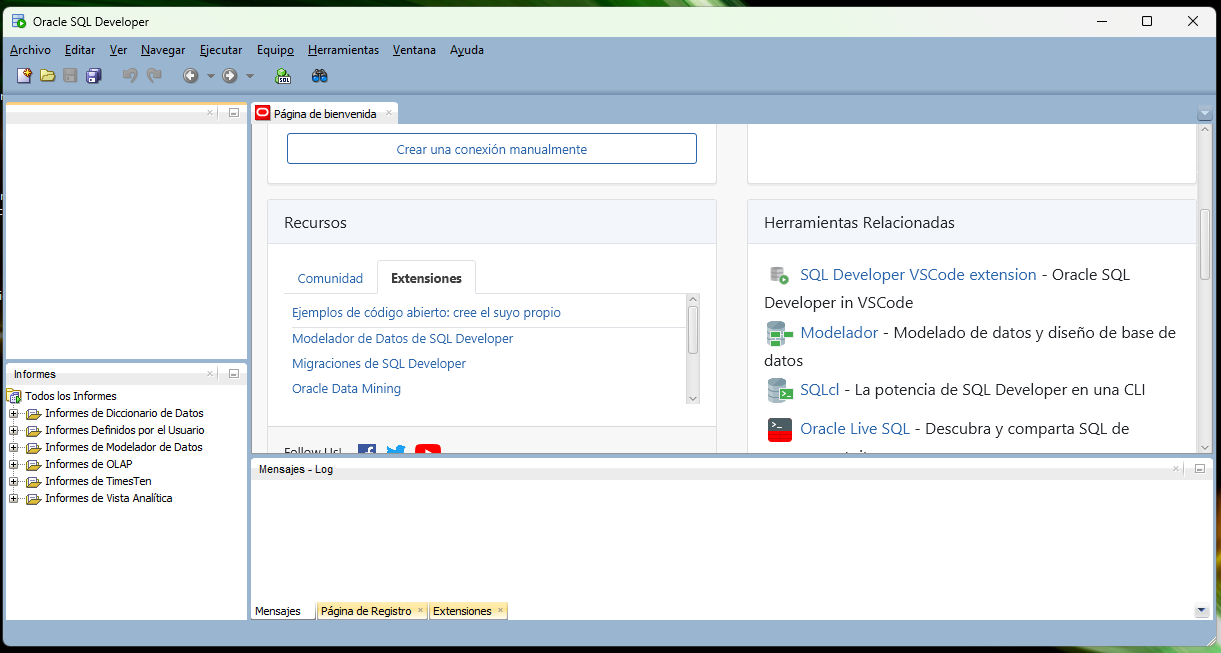 Oracle SQL Developer
Archivo Editar Ver Navegar Ejecutar Equipo Herramientas Ventana Ayuda
SQL
Página de bienvenida
Crear una conexión manualmente
Recursos
Comunidad
Extensiones
Ejemplos de código abierto: cree el suyo propio
Modelador de Datos de SQL Developer
Migraciones de SQL Developer
Oracle Data Mining
Follow Us!
Herramientas Relacionadas
SQL Developer VSCode extension - Oracle SQL
Developer in VSCode
Modelador - Modelado de datos y diseño de base de
datos
SQLcl - La potencia de SQL Developer en una CLI
Oracle Live SQL - Descubra y comparta SQL de
Informes
Todos los Informes
Informes de Diccionario de Datos
Informes Definidos por el Usuario
Informes de Modelador de Datos
Informes de OLAP
Informes de TimesTen
Informes de Vista Analítica
Mensajes - Log
Mensajes
Página de Registro
Extensiones